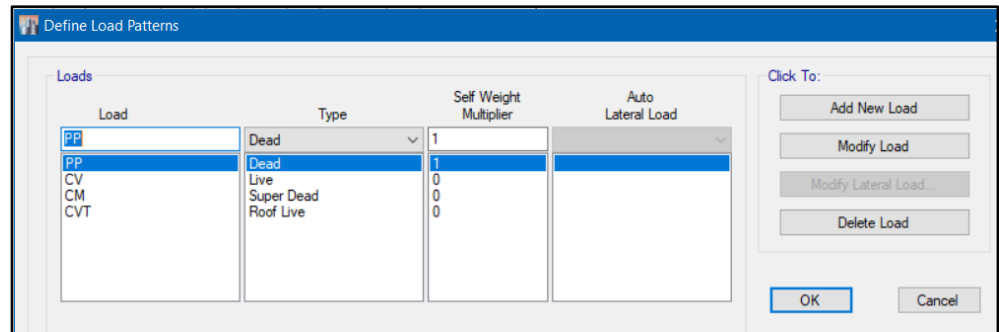 Define Load Patterns
Loads
Click To:
Load Type Self Weight Multiplier Auto Lateral Load
PP Dead 1
PP Dead 1
CV Live 0
CM Super Dead 0
CVT Roof Live 0
Add New Load
Modify Load
Modify Lateral Load...
Delete Load
OK Cancel